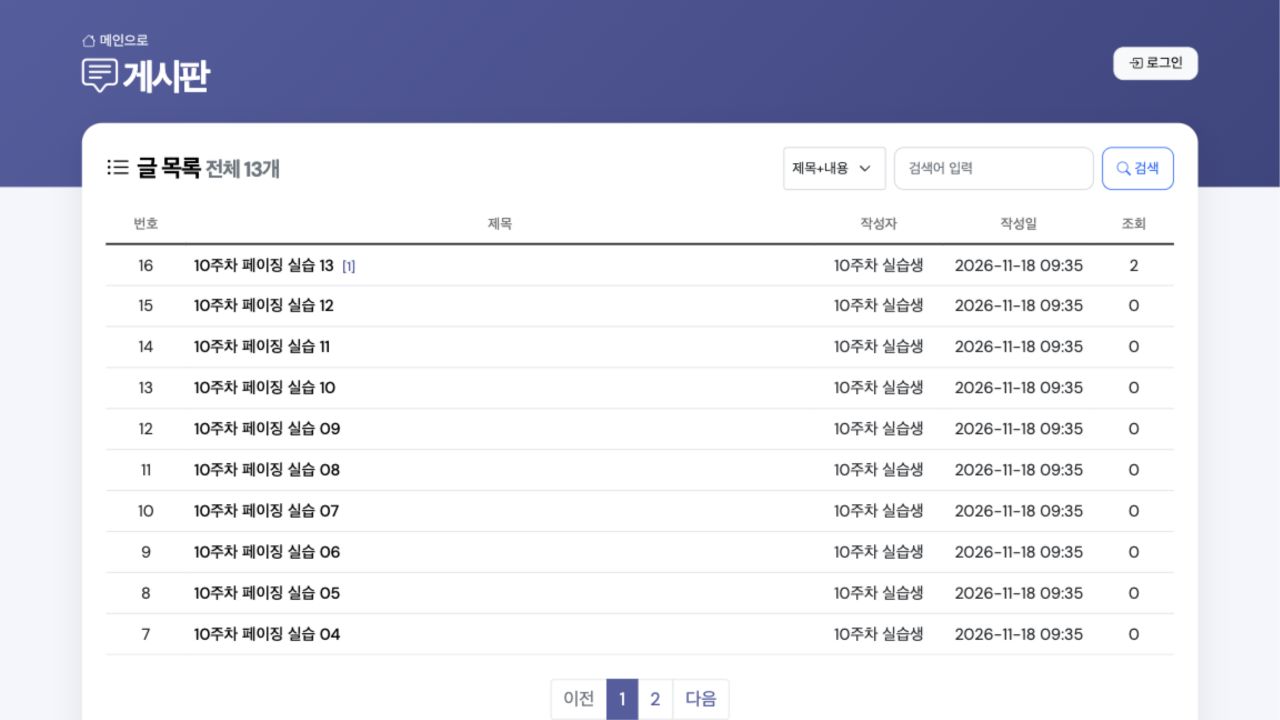 메인으로
게시판
로그인
글 목록 전체 13개
제목+내용 검색어 입력 검색
번호 제목 작성자 작성일 조회
16 10주차 페이징 실습 13 [1] 10주차 실습생 2026-11-18 09:35 2
15 10주차 페이징 실습 12 10주차 실습생 2026-11-18 09:35 0
14 10주차 페이징 실습 11 10주차 실습생 2026-11-18 09:35 0
13 10주차 페이징 실습 10 10주차 실습생 2026-11-18 09:35 0
12 10주차 페이징 실습 09 10주차 실습생 2026-11-18 09:35 0
11 10주차 페이징 실습 08 10주차 실습생 2026-11-18 09:35 0
10 10주차 페이징 실습 07 10주차 실습생 2026-11-18 09:35 0
9 10주차 페이징 실습 06 10주차 실습생 2026-11-18 09:35 0
8 10주차 페이징 실습 05 10주차 실습생 2026-11-18 09:35 0
7 10주차 페이징 실습 04 10주차 실습생 2026-11-18 09:35 0
이전 1 2 다음